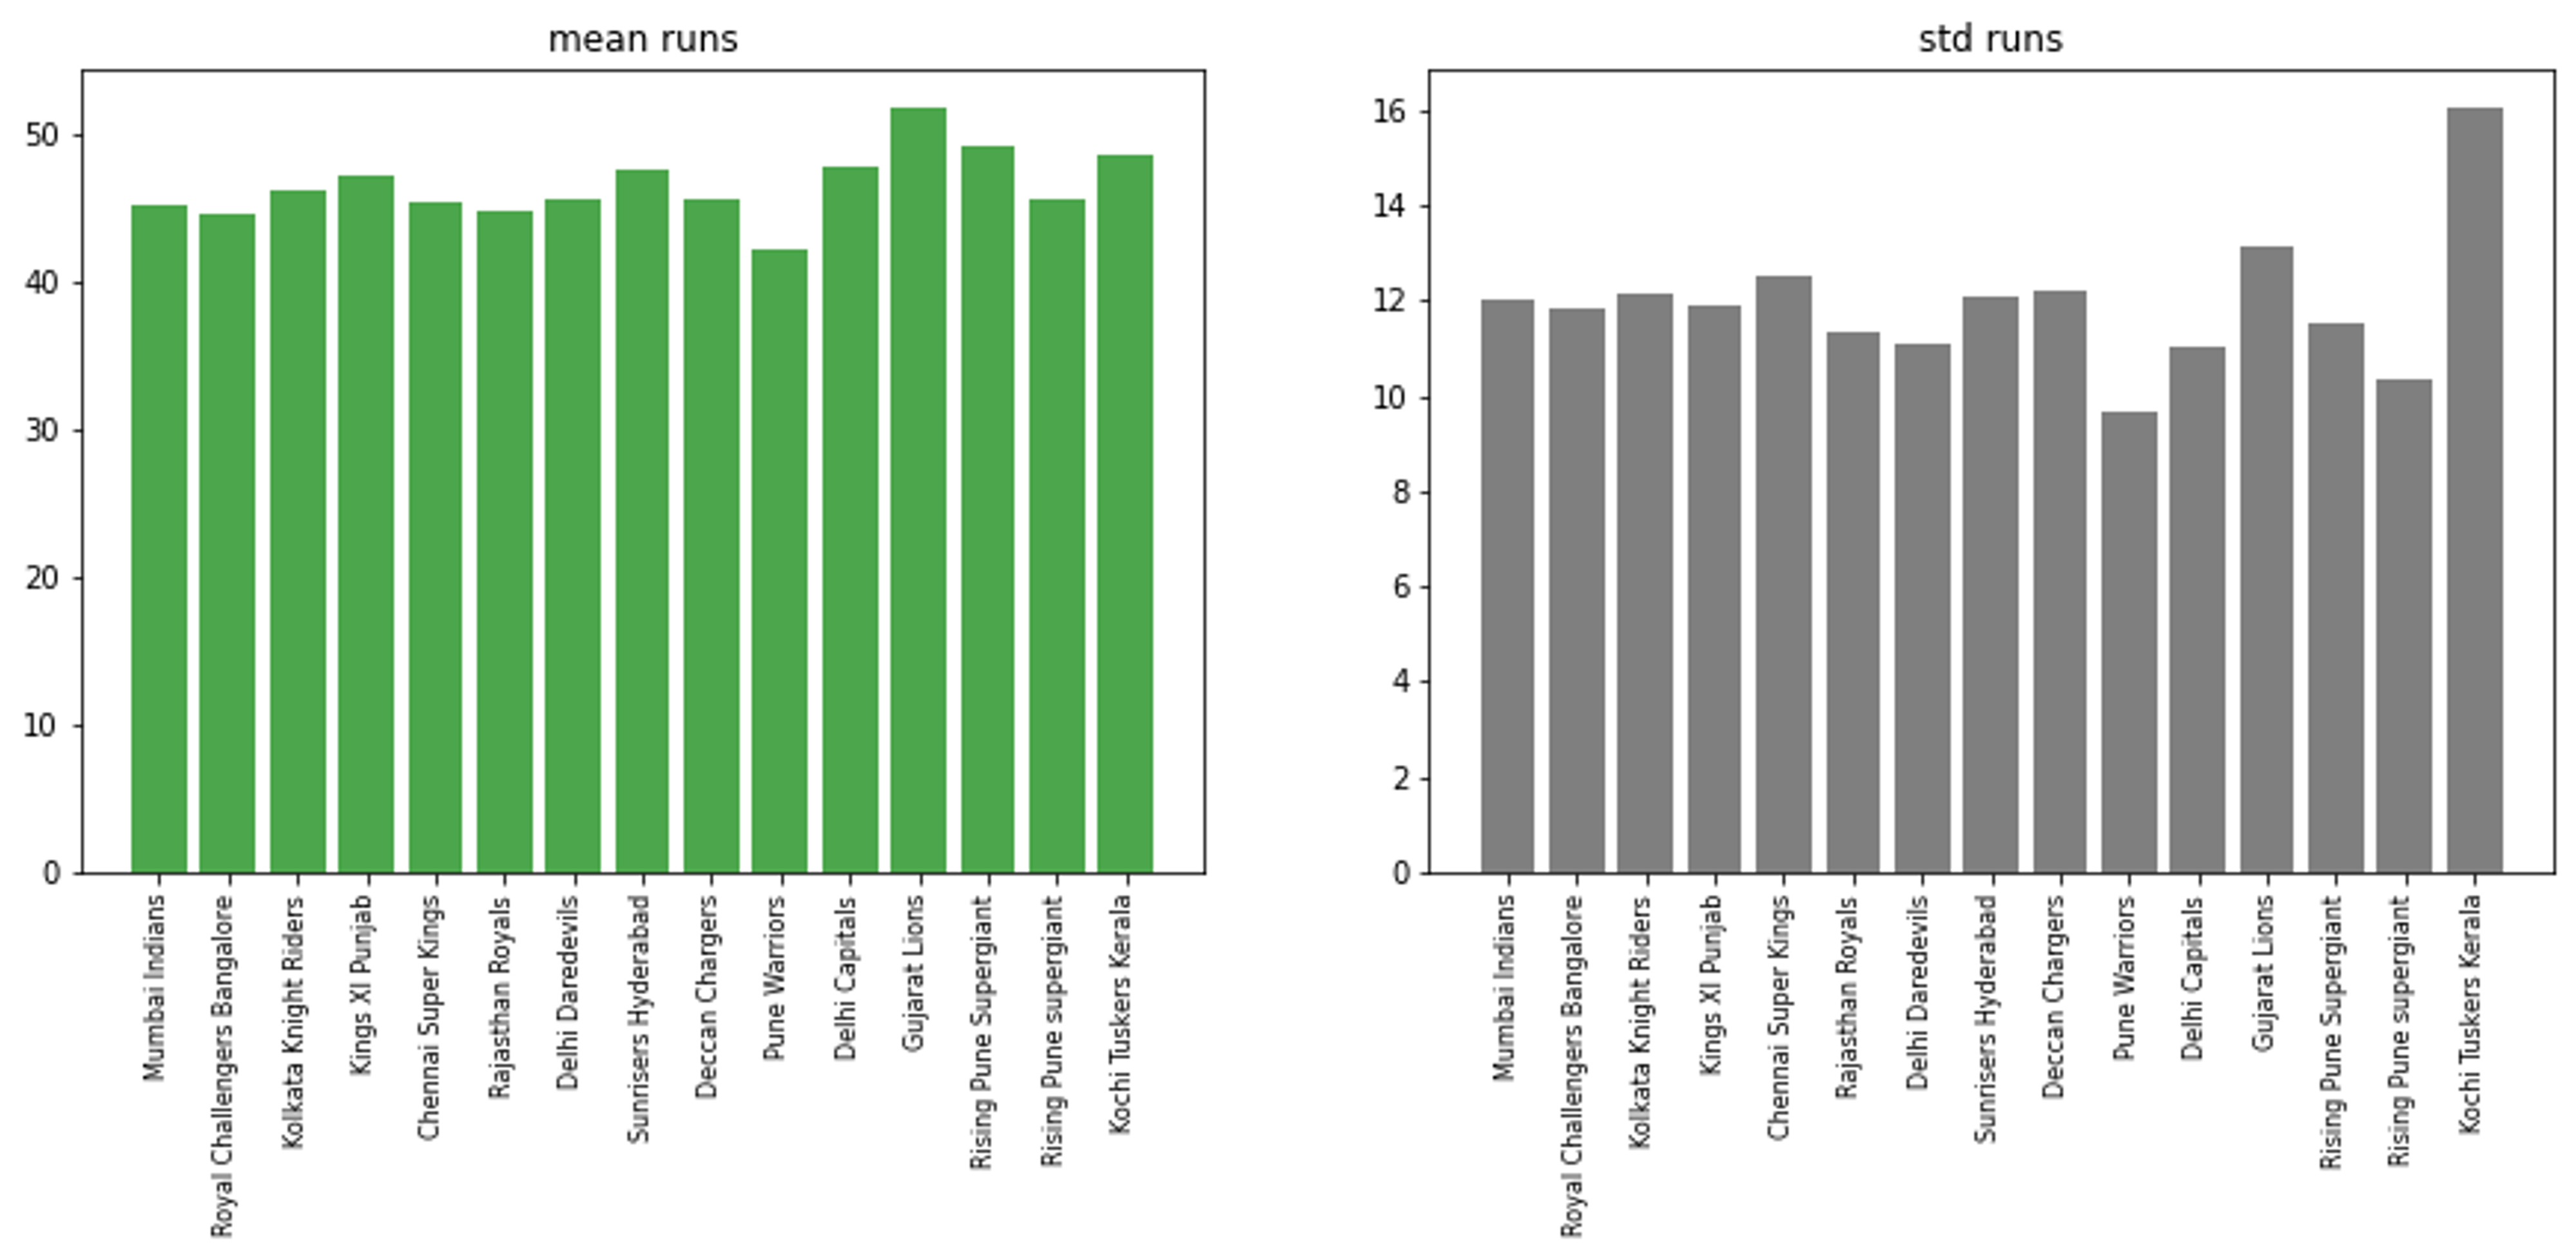 mean runs
50
40
30
20
10
0
Mumbai Indians
Royal Challengers Bangalore
Kolkata Knight Riders
Kings XI Punjab
Chennai Super Kings
Rajasthan Royals
Delhi Daredevils
Sunrisers Hyderabad
Deccan Chargers
Pune Warriors
Delhi Capitals
Gujarat Lions
Rising Pune Supergiant
Rising Pune supergiant
Kochi Tuskers Kerala
std runs
16
14
12
10
8
6
4
2
0
Mumbai Indians
Royal Challengers Bangalore
Kolkata Knight Riders
Kings XI Punjab
Chennai Super Kings
Rajasthan Royals
Delhi Daredevils
Sunrisers Hyderabad
Deccan Chargers
Pune Warriors
Delhi Capitals
Gujarat Lions
Rising Pune Supergiant
Rising Pune supergiant
Kochi Tuskers Kerala